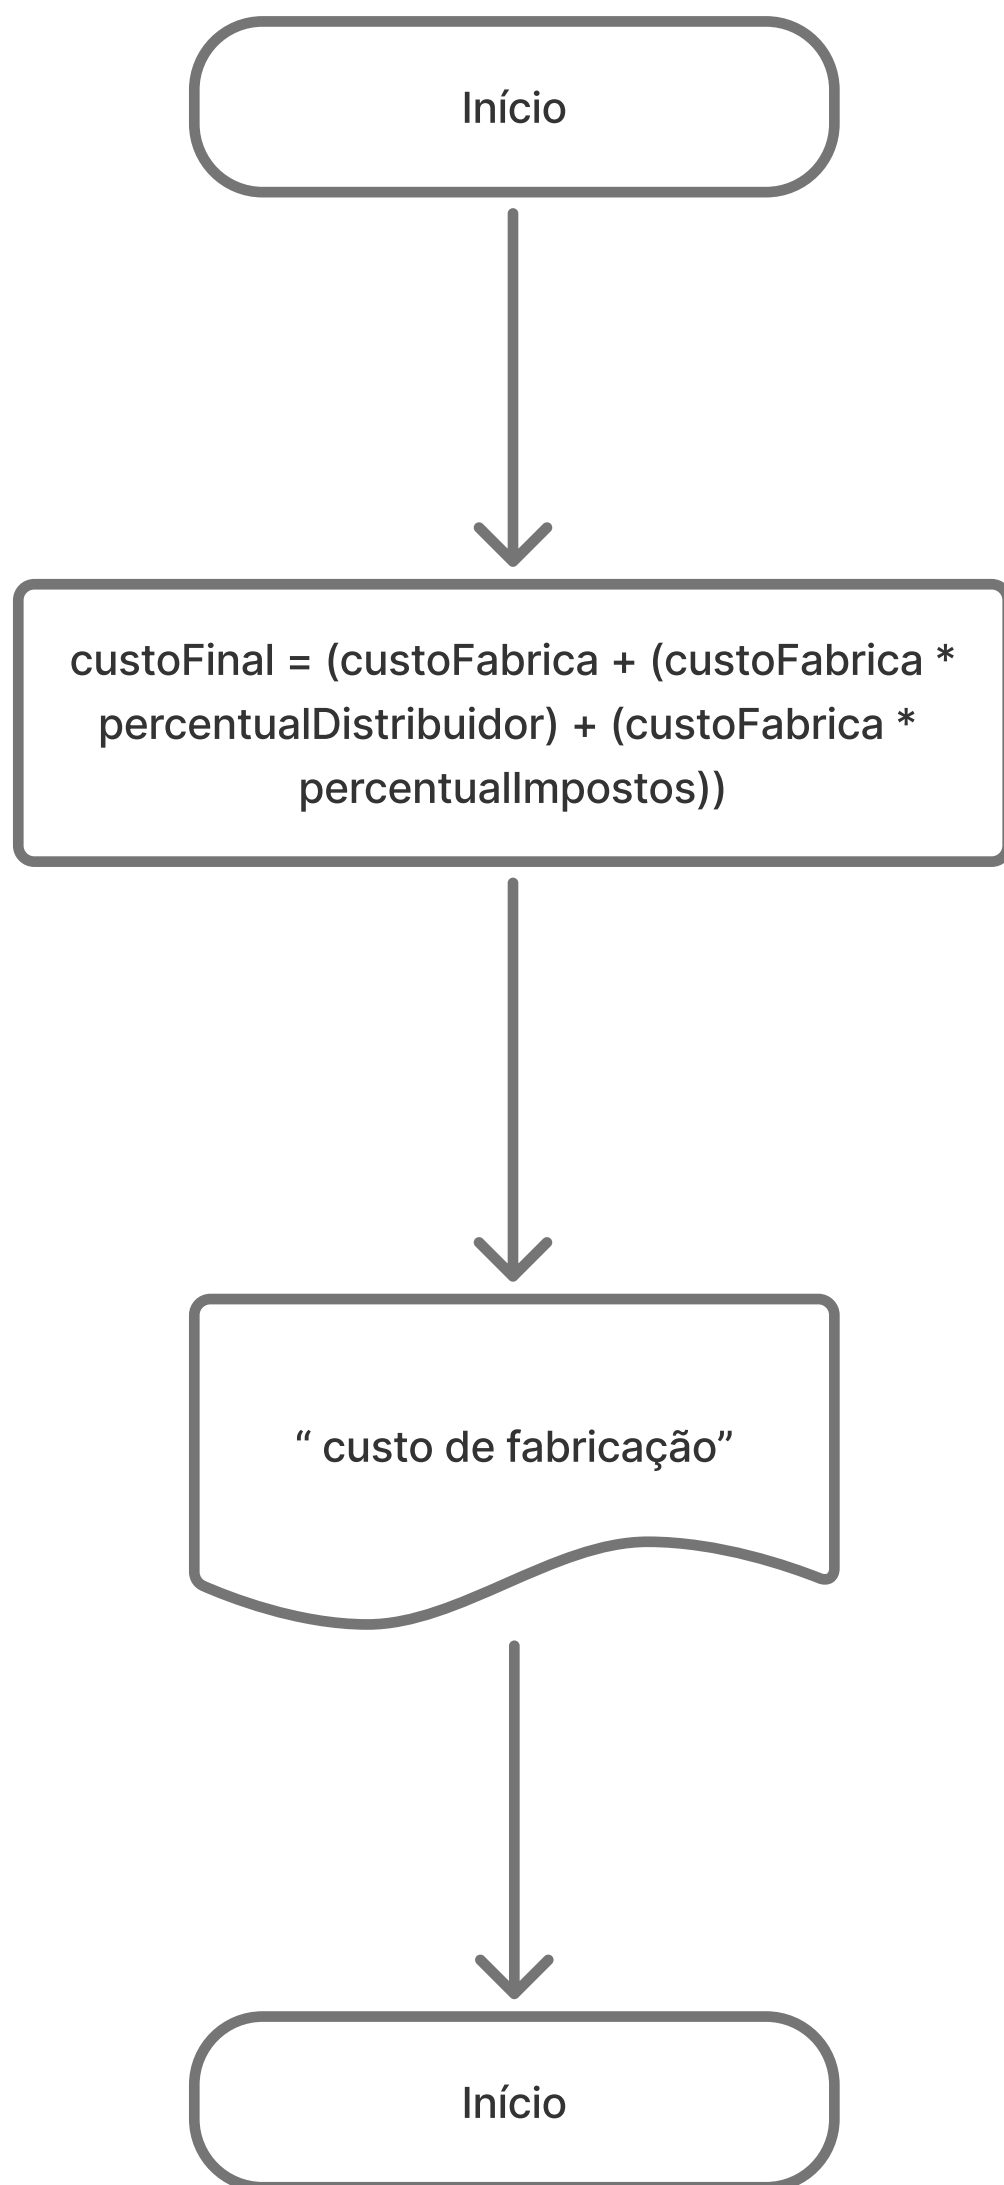 Início
custoFinal = (custoFabrica + (custoFabrica *
percentualDistribuidor) + (custoFabrica *
percentualImpostos))
“ custo de fabricação”
Início